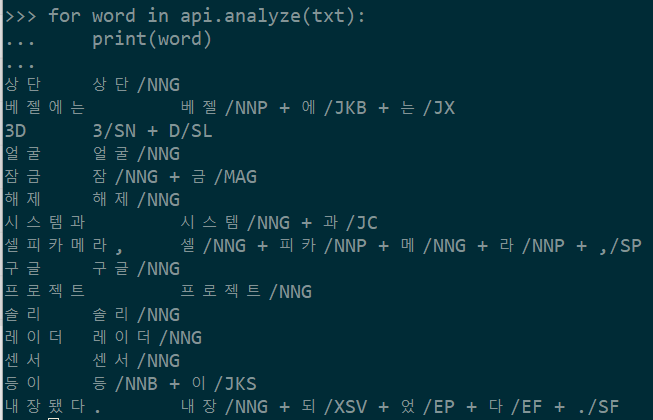 >>> for word in api.analyze(txt):
...     print(word)
...
상단	상단/NNG
베젤에는	베젤/NNP + 에/JKB + 는/JX
3D	3/SN + D/SL
얼굴	얼굴/NNG
잠금	잠/NNG + 금/MAG
해제	해제/NNG
시스템과	시스템/NNG + 과/JC
셀피카메라,	셀/NNG + 피카/NNP + 메/NNG + 라/NNP + ,/SP
구글	구글/NNG
프로젝트	프로젝트/NNG
솔리	솔리/NNG
레이더	레이더/NNG
센서	센서/NNG
등이	등/NNB + 이/JKS
내장됐다.	내장/NNG + 되/XSV + 었/EP + 다/EF + ./SF